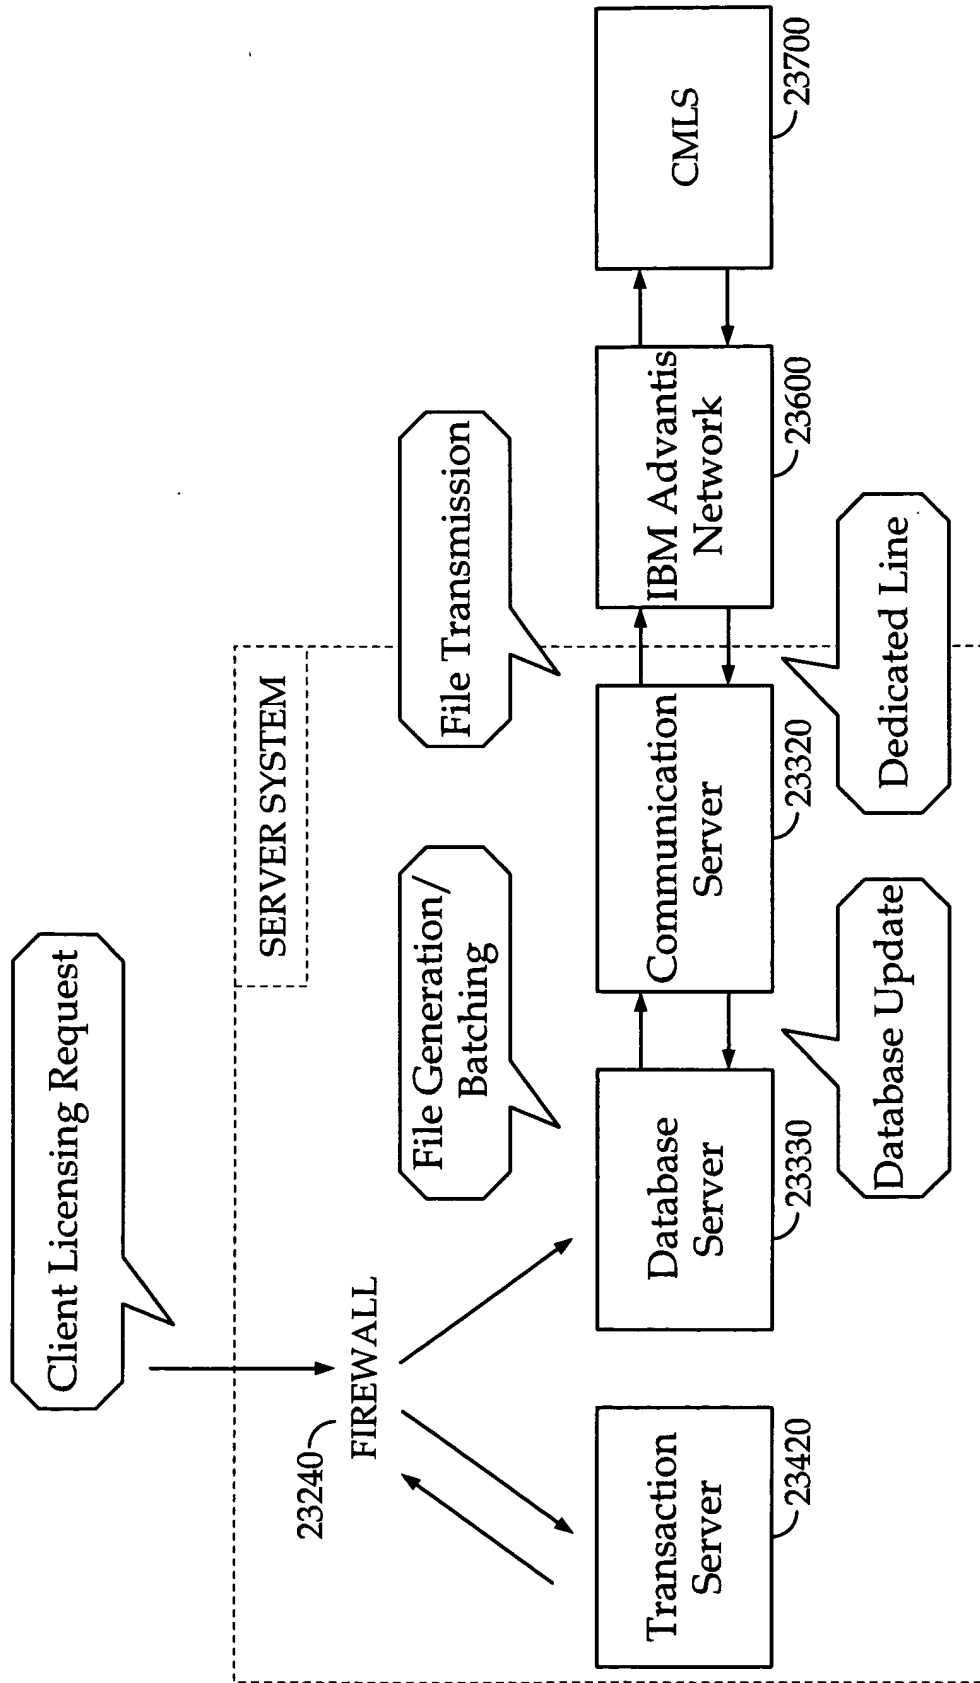 Client Licensing Request
SERVER SYSTEM
23240
FIREWALL
File Generation/
Batching
File Transmission
Transaction
Server
23420
Database
Server
23330
Communication
Server
23320
IBM Advantis
Network
23600
CMLS
23700
Database Update
Dedicated Line